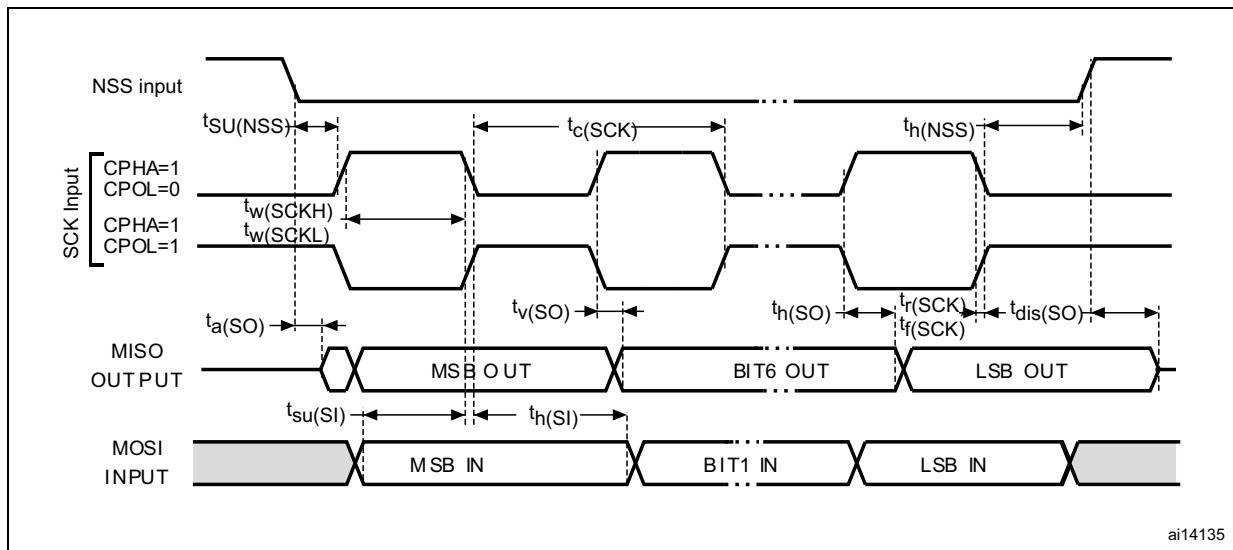 NSS input
tSU(NSS)
tc(SCK)
th(NSS)
SCK Input
CPHA=1
CPOL=0
tw(SCKH)
tw(SCKL)
CPHA=1
CPOL=1
ta(SO)
tv(SO)
th(SO)
tr(SCK)
tf(SCK)
tdis(SO)
MISO
OUTPUT
MSB OUT
BIT6 OUT
LSB OUT
tsu(SI)
th(SI)
MOSI
INPUT
MSB IN
BIT1 IN
LSB IN
ai14135